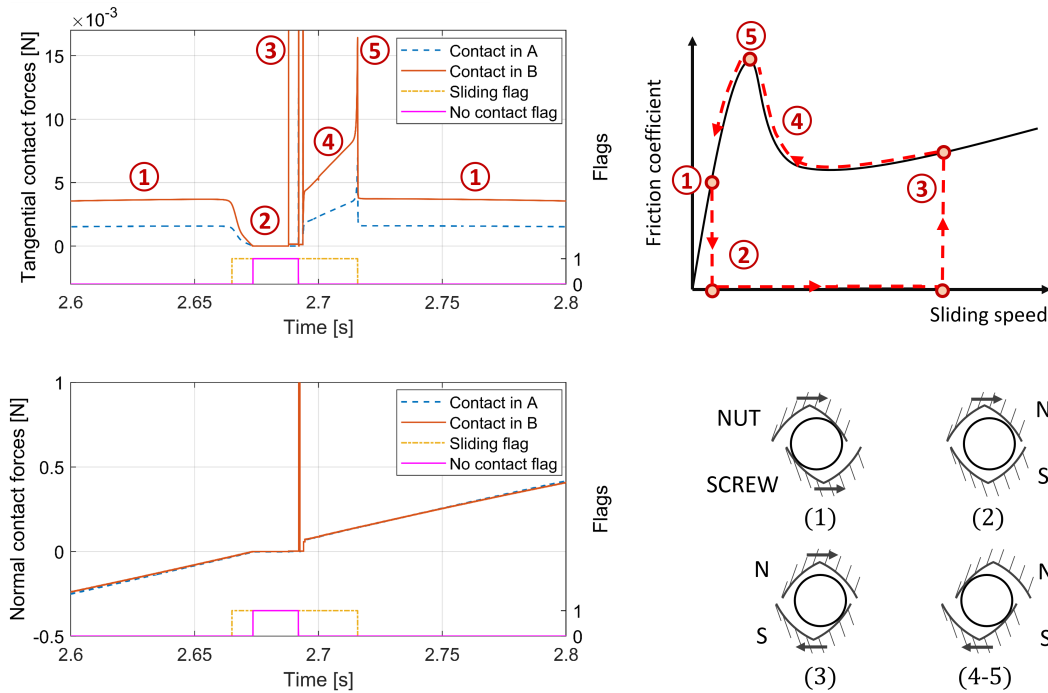 ×10⁻³
Tangential contact forces [N]
15
10
5
0
1
2
3
4
5
1
Contact in A
Contact in B
Sliding flag
No contact flag
Flags
1
0
2.6
2.65
2.7
2.75
2.8
Time [s]
Friction coefficient
5
4
1
3
2
Sliding speed
Normal contact forces [N]
1
0.5
0
-0.5
Contact in A
Contact in B
Sliding flag
No contact flag
Flags
1
0
2.6
2.65
2.7
2.75
2.8
Time [s]
NUT
SCREW
(1)
N
S
(2)
N
S
(3)
N
S
(4-5)